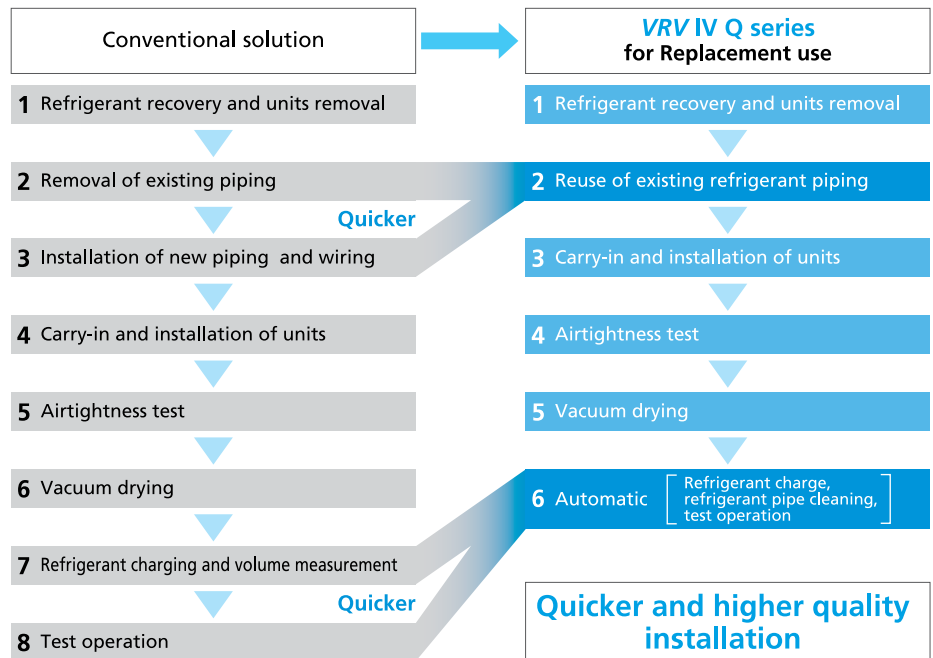 Conventional solution
1 Refrigerant recovery and units removal
2 Removal of existing piping
Quicker
3 Installation of new piping and wiring
4 Carry-in and installation of units
5 Airtightness test
6 Vacuum drying
7 Refrigerant charging and volume measurement
Quicker
8 Test operation
VRV IV Q series
for Replacement use
1 Refrigerant recovery and units removal
2 Reuse of existing refrigerant piping
3 Carry-in and installation of units
4 Airtightness test
5 Vacuum drying
6 Automatic
Refrigerant charge,
refrigerant pipe cleaning,
test operation
Quicker and higher quality
installation